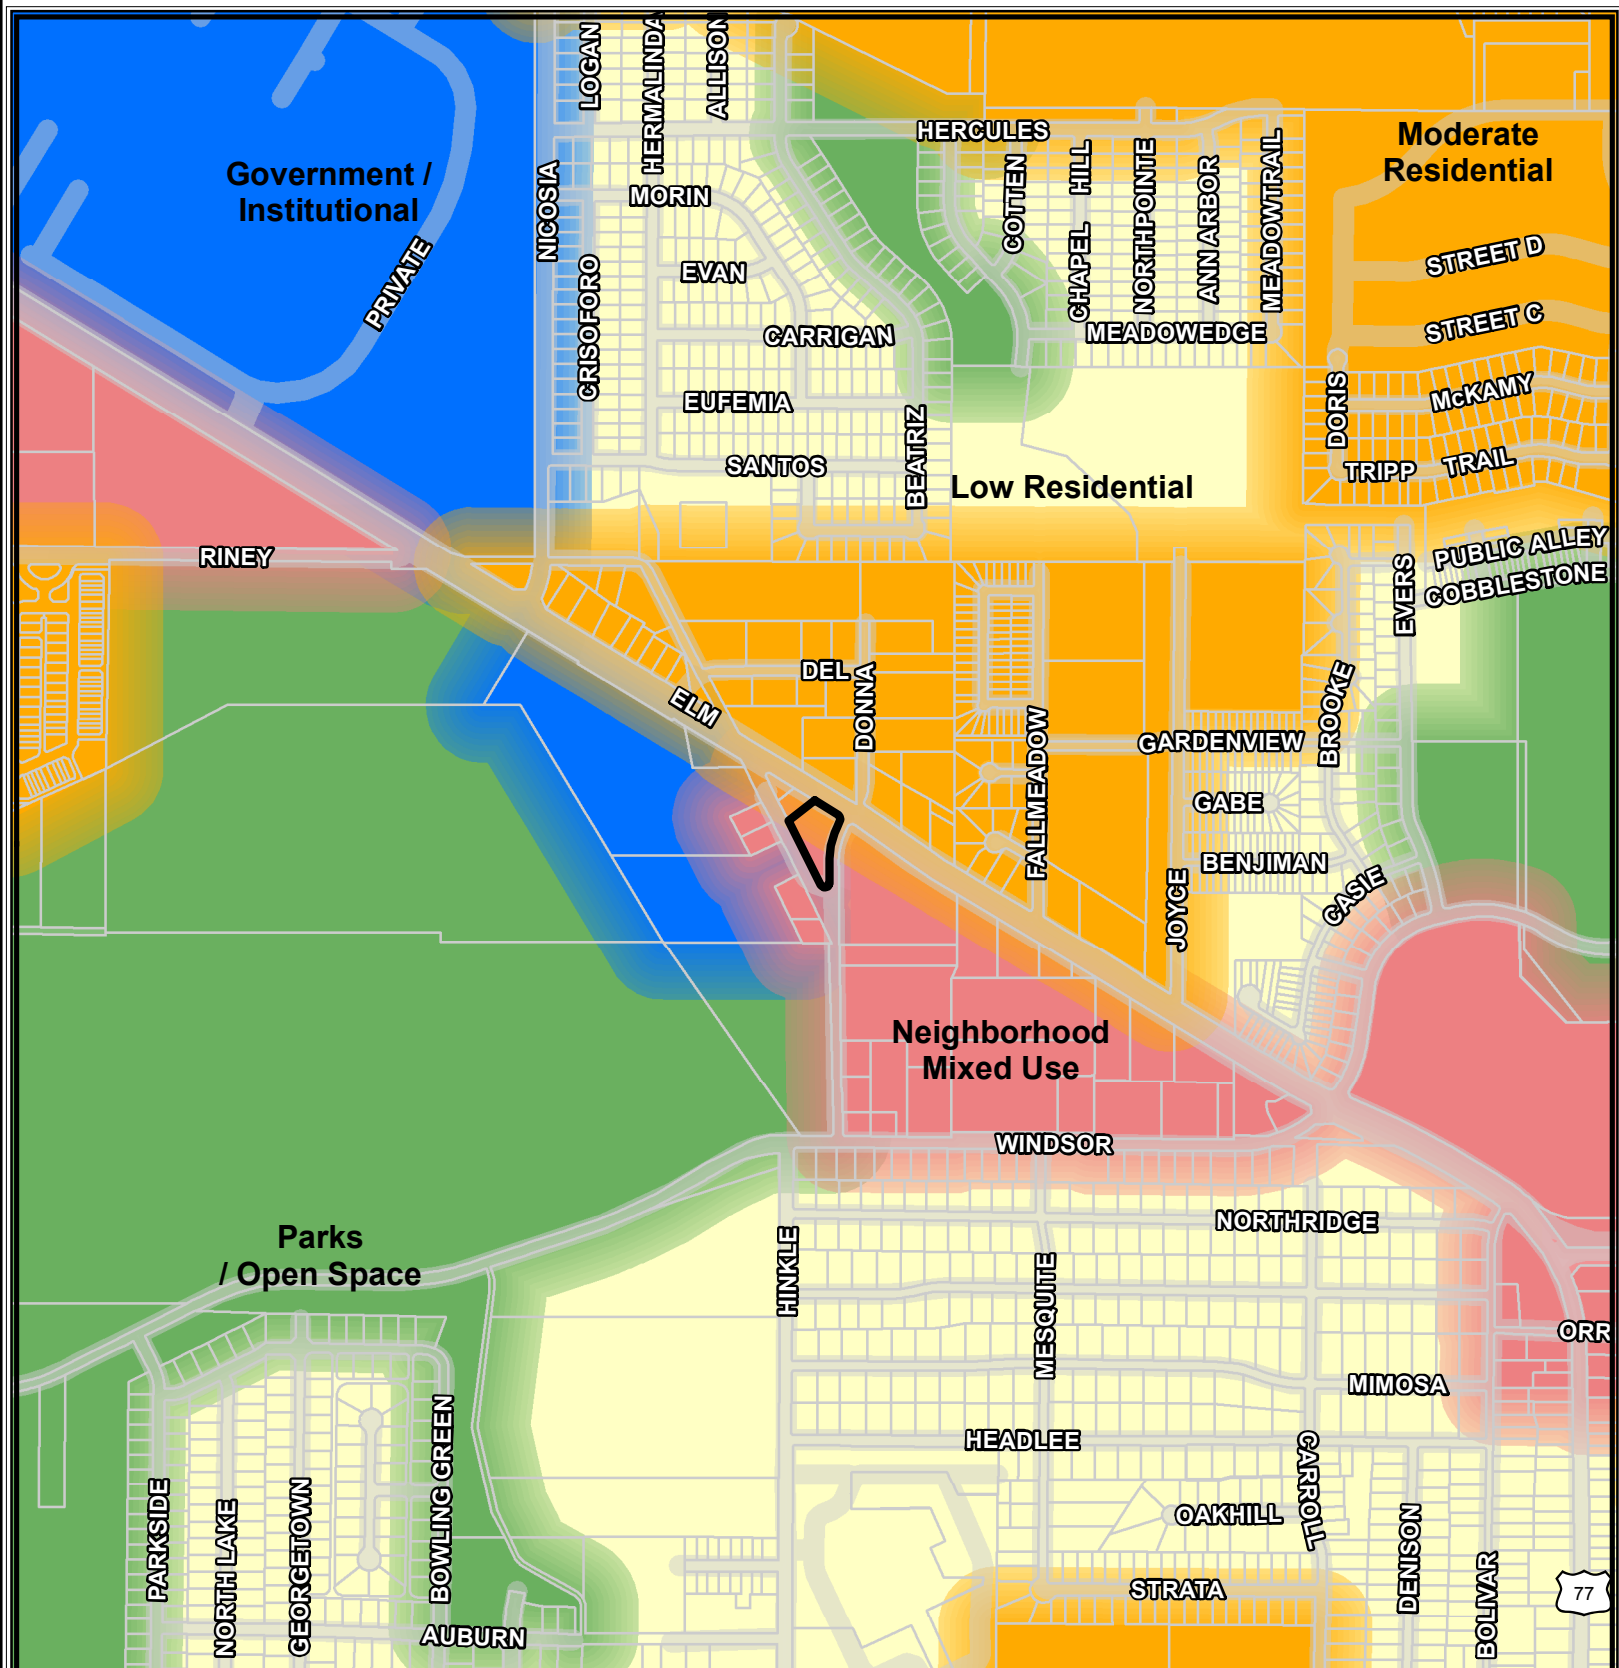 LOGAN
HERMALINDA
ALLISON
HERCULES
Moderate
Residential
Government /
Institutional
NICOSIA
MORIN
COTTEN
CHAPEL HILL
NORTHPOINTE
ANN ARBOR
MEADOWTRAIL
PRIVATE
EVAN
STREET D
CRISOFORO
CARRIGAN
MEADOWEDGE
STREET C
EUFEMIA
DORIS
McKAMY
SANTOS
BEATRIZ
Low Residential
TRIPP TRAIL
RINEY
EVERS
PUBLIC ALLEY
COBBLESTONE
DEL
DONNA
ELM
FALLMEADOW
GARDENVIEW
BROOKE
GABE
BENJIMAN
JOYCE
CASIE
Neighborhood
Mixed Use
WINDSOR
Parks
/ Open Space
HINKLE
NORTHRIDGE
MESQUITE
ORR
MIMOSA
HEADLEE
PARKSIDE
NORTH LAKE
GEORGETOWN
BOWLING GREEN
CARROLL
OAKHILL
DENISON
BOLIVAR
STRATA
77
AUBURN